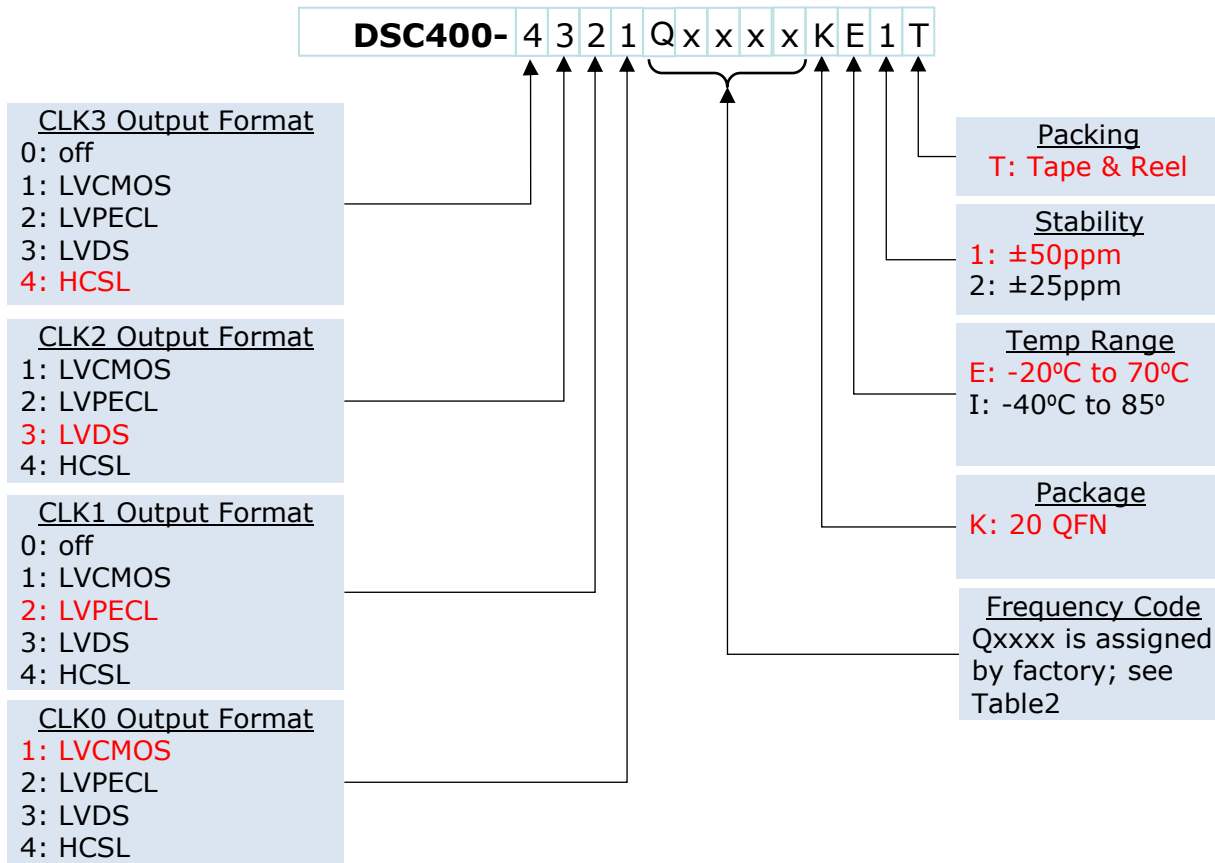 DSC400- 4 3 2 1 Q x x x x K E 1 T
CLK3 Output Format
0: off
1: LVCMOS
2: LVPECL
3: LVDS
4: HCSL
CLK2 Output Format
1: LVCMOS
2: LVPECL
3: LVDS
4: HCSL
CLK1 Output Format
0: off
1: LVCMOS
2: LVPECL
3: LVDS
4: HCSL
CLK0 Output Format
1: LVCMOS
2: LVPECL
3: LVDS
4: HCSL
Packing
T: Tape & Reel
Stability
1: ±50ppm
2: ±25ppm
Temp Range
E: -20⁰C to 70⁰C
I: -40⁰C to 85⁰
Package
K: 20 QFN
Frequency Code
Qxxxx is assigned
by factory; see
Table2